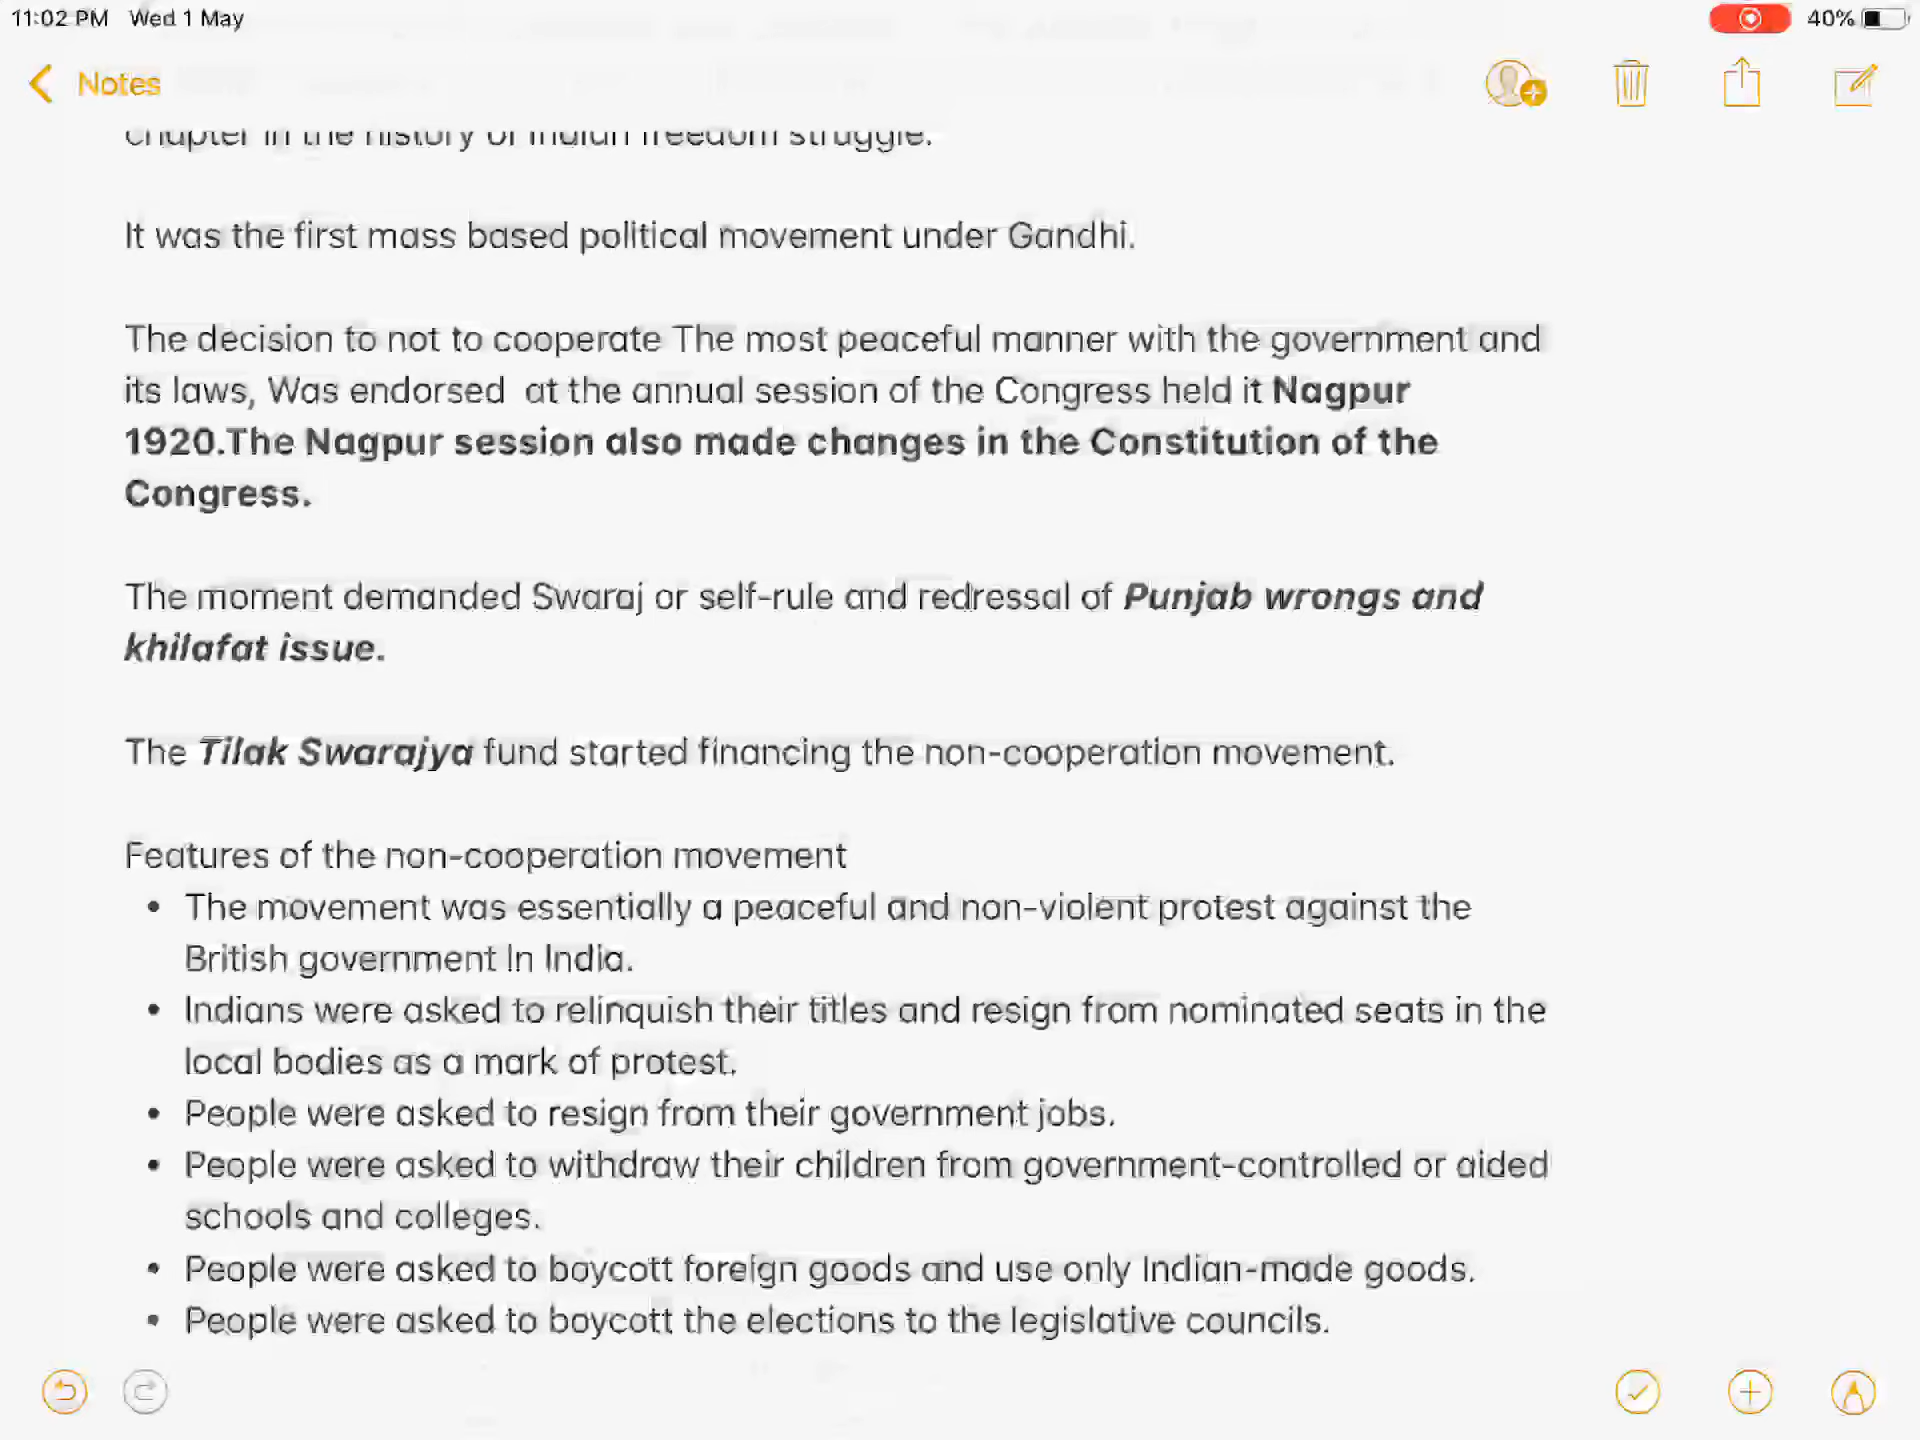 11:02 PM Wed 1 May
40%
Notes
chapter in the history of Indian freedom struggle.
It was the first mass based political movement under Gandhi.
The decision to not to cooperate The most peaceful manner with the government and
its laws, Was endorsed at the annual session of the Congress held it Nagpur
1920.The Nagpur session also made changes in the Constitution of the
Congress.
The moment demanded Swaraj or self-rule and redressal of Punjab wrongs and
khilafat issue.
The Tilak Swarajya fund started financing the non-cooperation movement.
Features of the non-cooperation movement
• The movement was essentially a peaceful and non-violent protest against the
British government In India.
• Indians were asked to relinquish their titles and resign from nominated seats in the
local bodies as a mark of protest.
• People were asked to resign from their government jobs.
• People were asked to withdraw their children from government-controlled or aided
schools and colleges.
• People were asked to boycott foreign goods and use only Indian-made goods.
• People were asked to boycott the elections to the legislative councils.